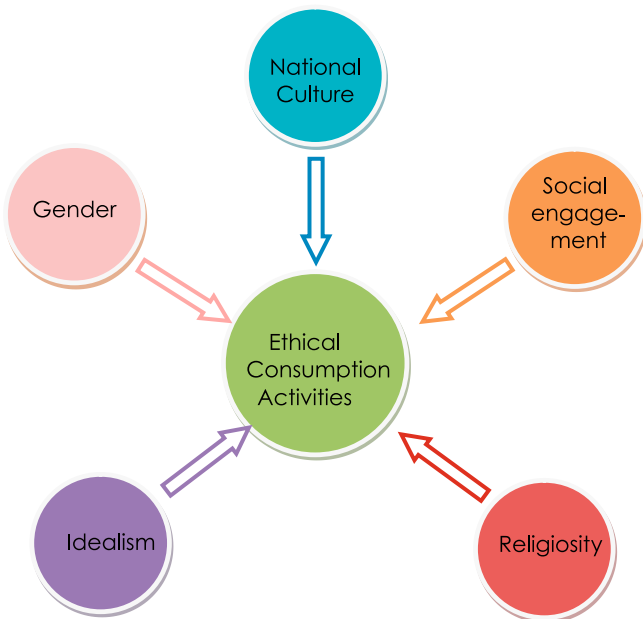 National
Culture
Gender
Social
engage-
ment
Ethical
Consumption
Activities
Idealism
Religiosity